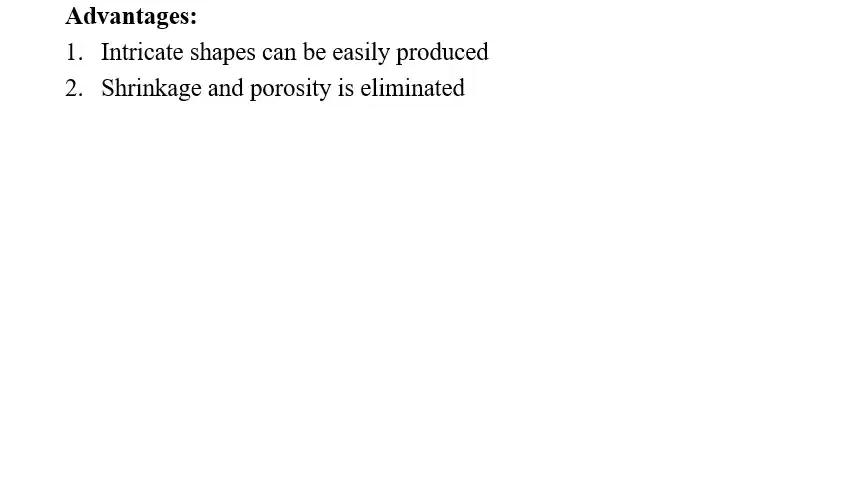 Advantages:
1. Intricate shapes can be easily produced
2. Shrinkage and porosity is eliminated